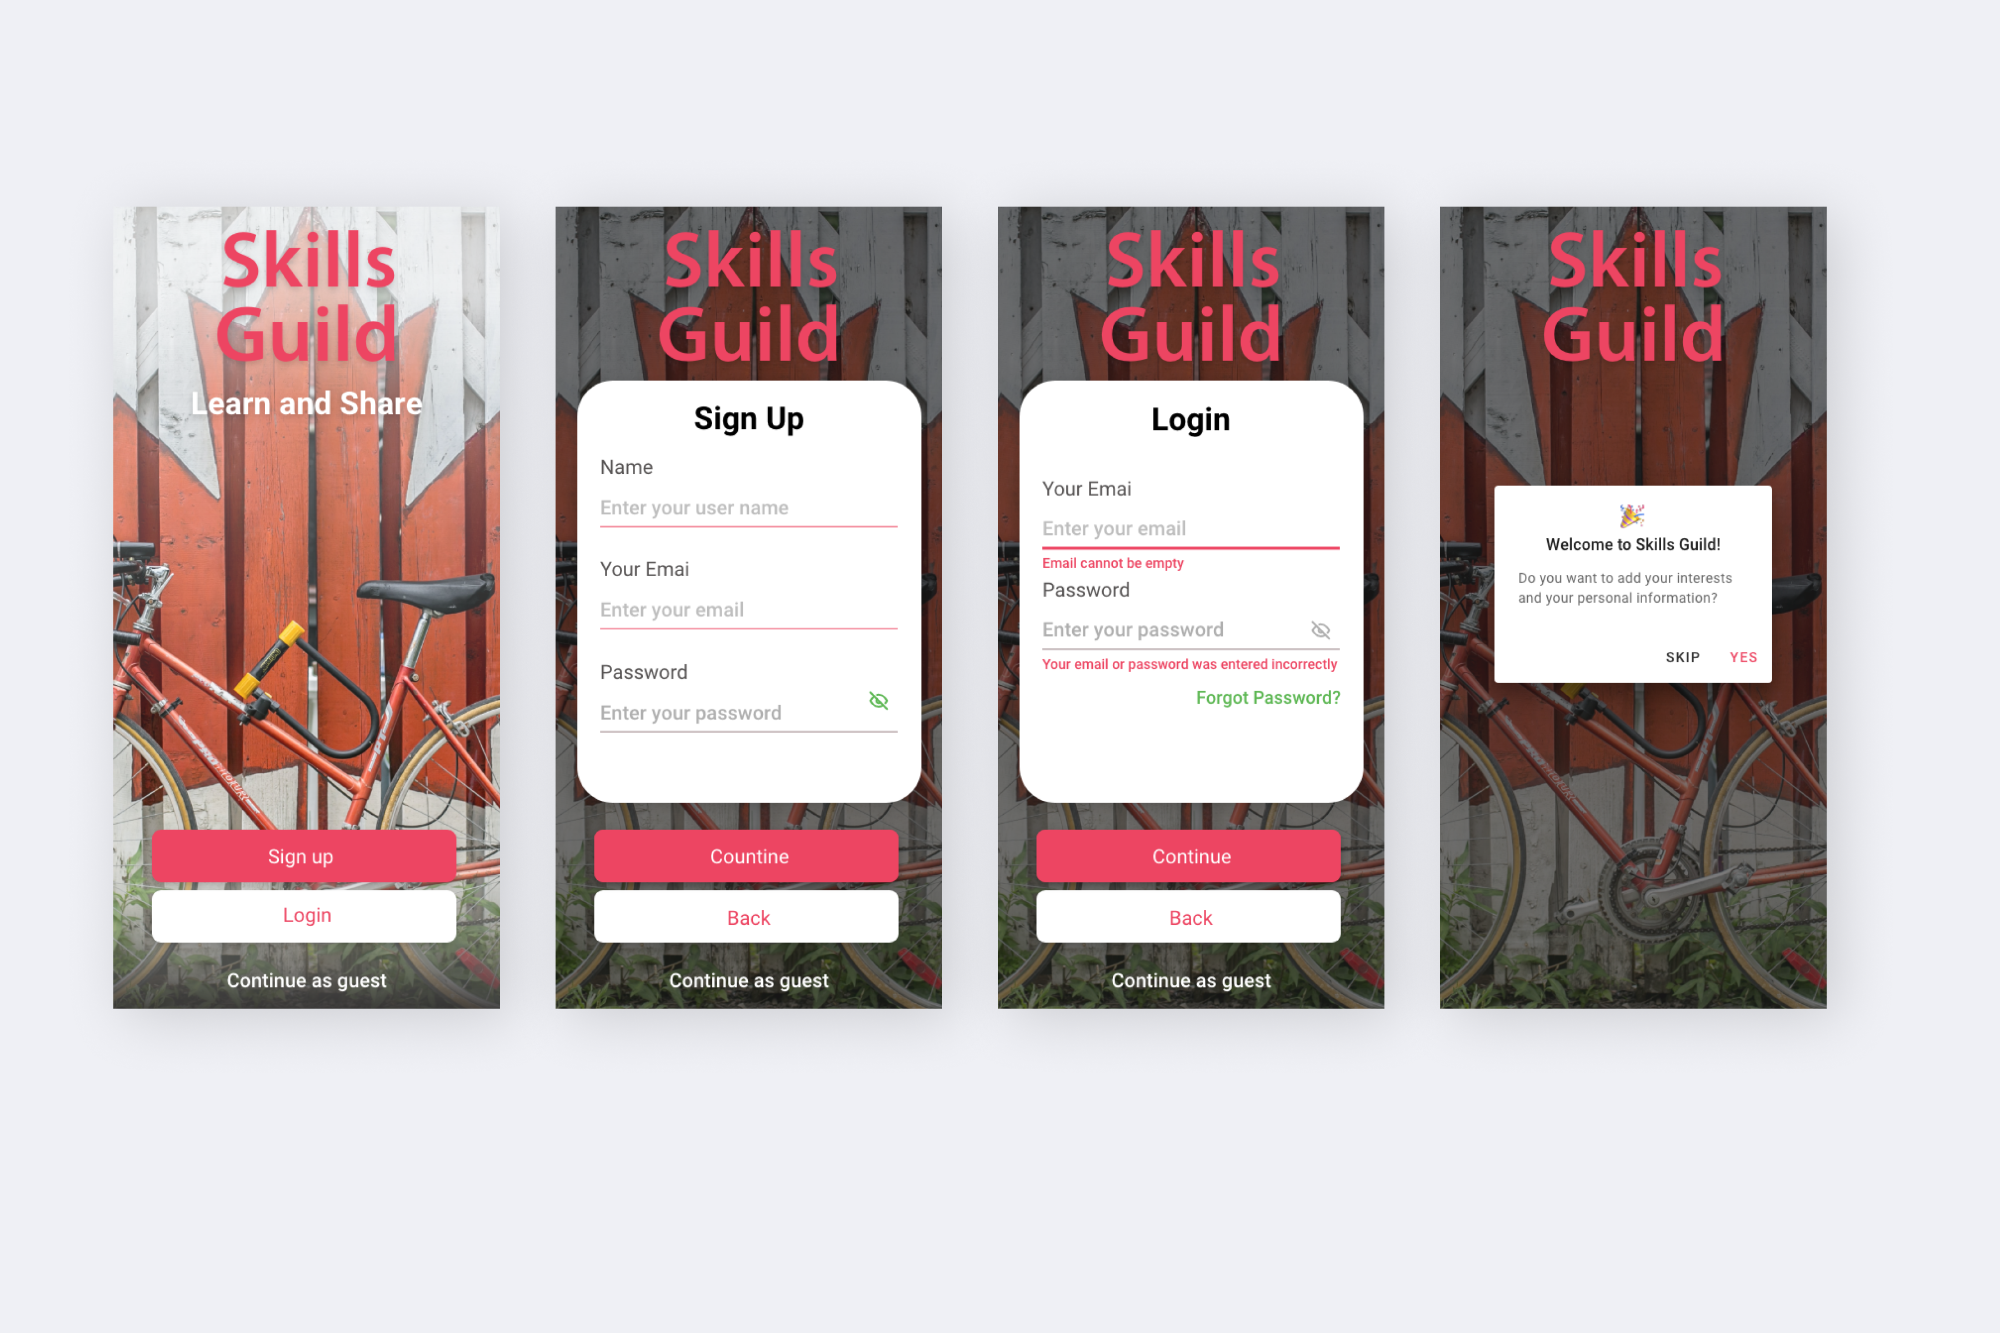 Skills
Guild
Learn and Share
Sign up
Login
Continue as guest
Skills
Guild
Sign Up
Name
Enter your user name
Your Emai
Enter your email
Password
Enter your password
Countine
Back
Continue as guest
Skills
Guild
Login
Your Emai
Enter your email
Email cannot be empty
Password
Enter your password
Your email or password was entered incorrectly
Forgot Password?
Continue
Back
Continue as guest
Skills
Guild
Welcome to Skills Guild!
Do you want to add your interests
and your personal information?
SKIP YES